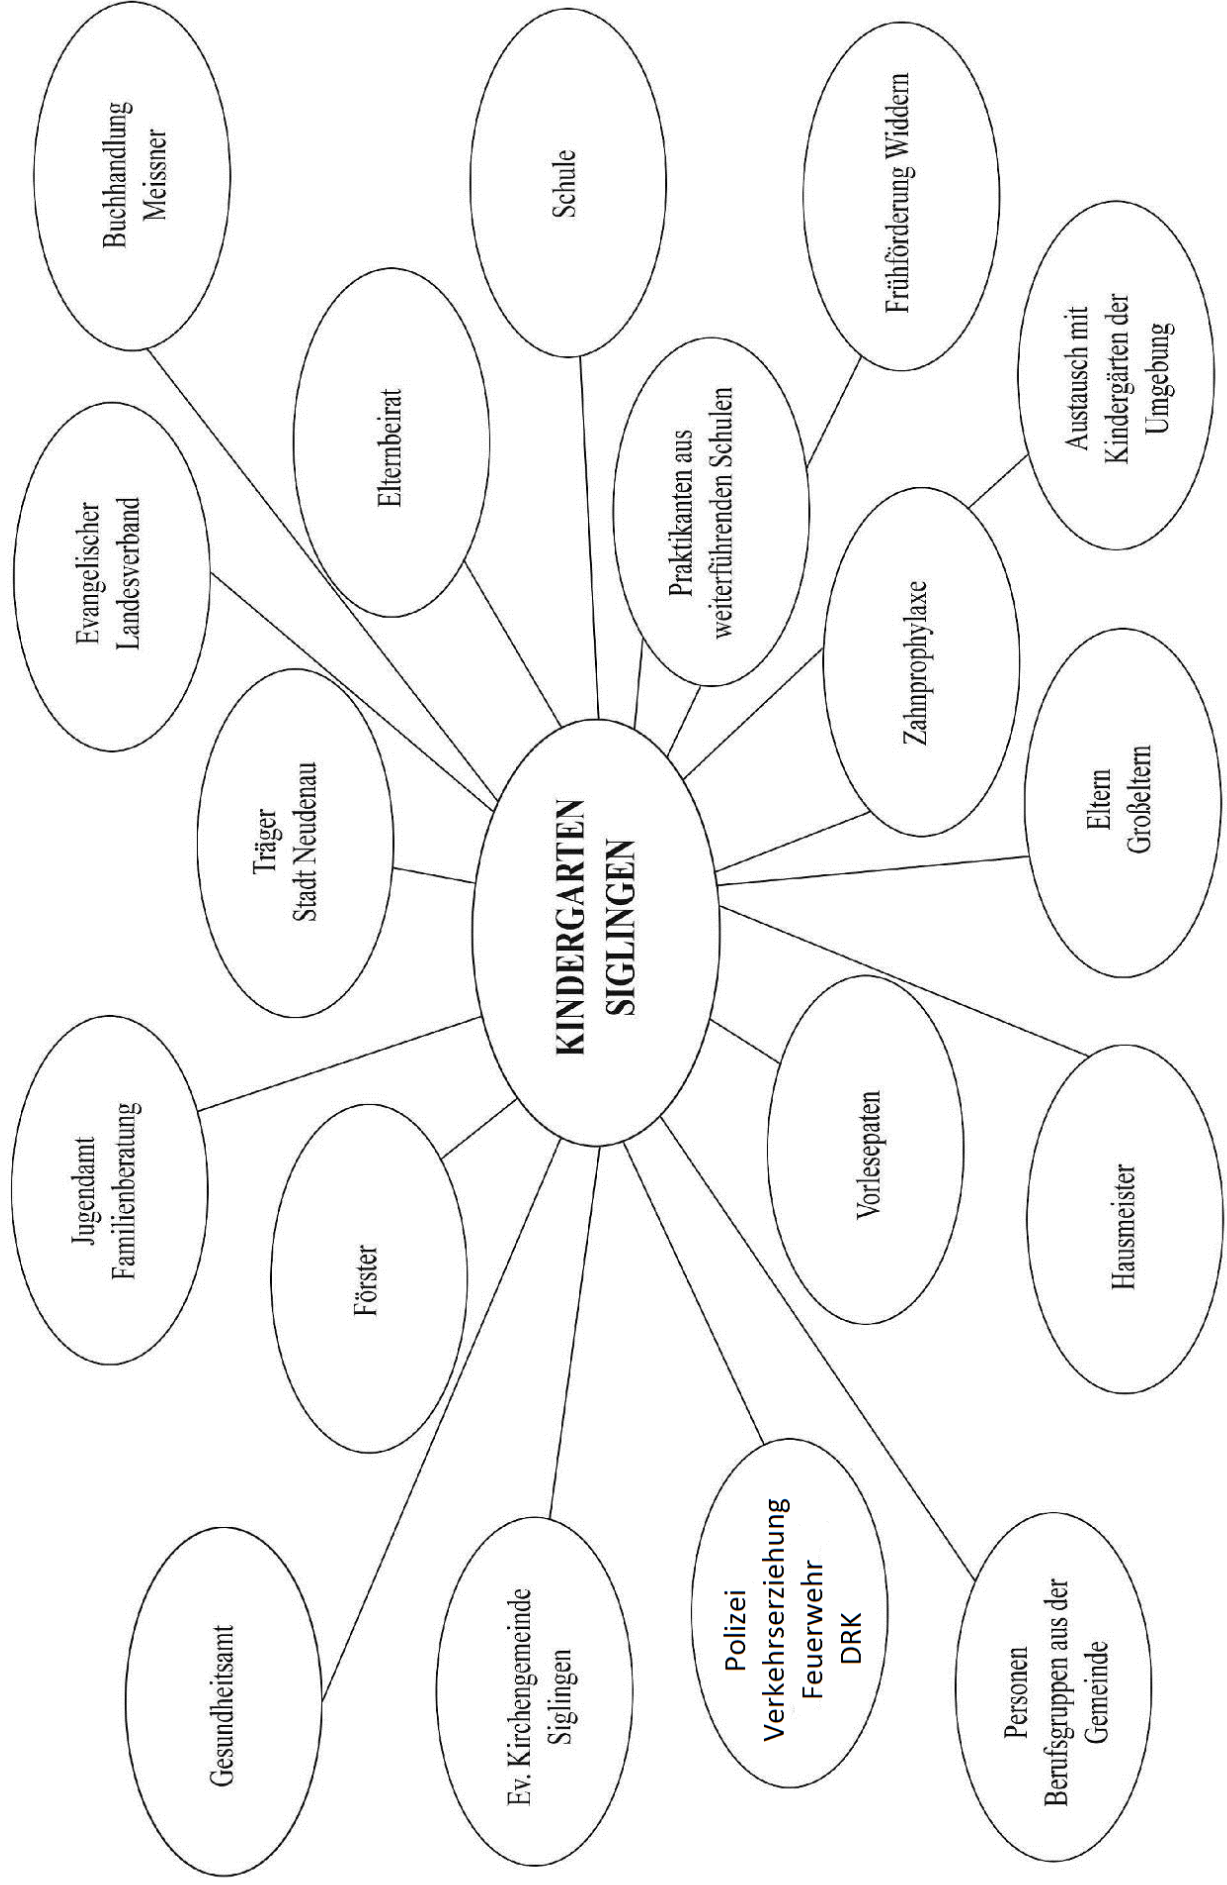 Gesundheitsamt
Jugendamt
Familienberatung
Evangelischer
Landesverband
Buchhandlung
Meissner
Förster
Träger
Stadt Neudenau
Elternbeirat
Ev. Kirchengemeinde
Siglingen
KINDERGARTEN
SIGLINGEN
Schule
Polizei
Verkehrserziehung
Feuerwehr
DRK
Vorlesepaten
Praktikanten aus
weiterführenden Schulen
Zahnprophylaxe
Frühförderung Widdern
Personen
Berufsgruppen aus der
Gemeinde
Hausmeister
Eltern
Großeltern
Austausch mit
Kindergärten der
Umgebung